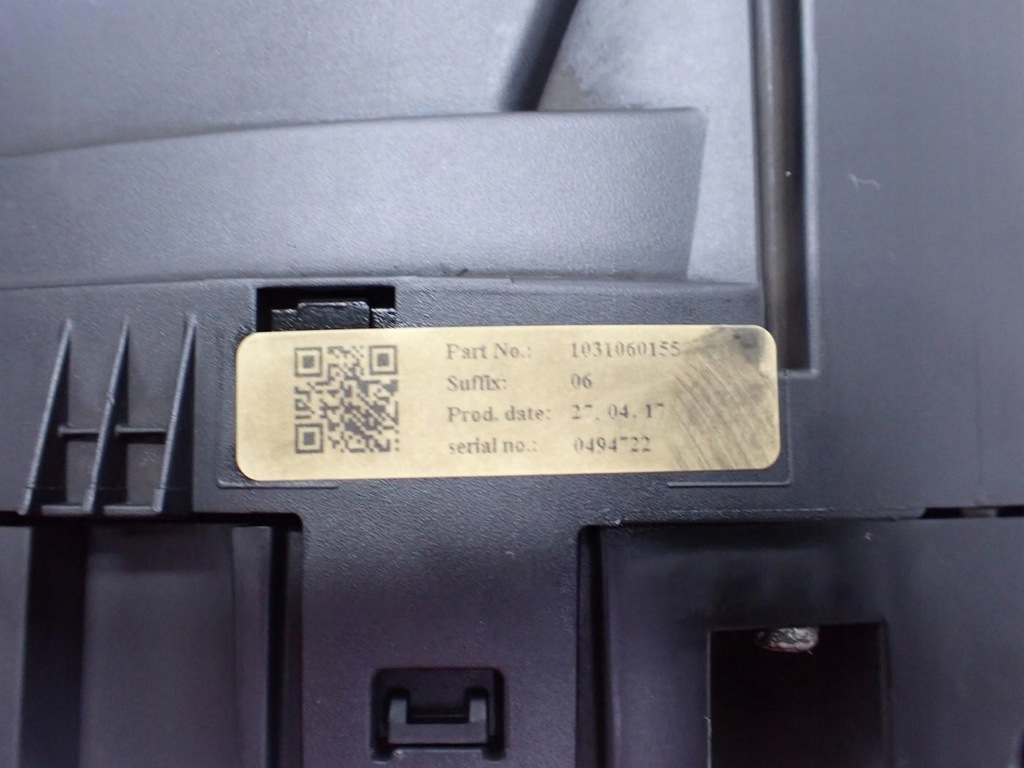 Part No.: 1031060155
Suffix: 06
Prod. date: 27. 04. 17
serial no.: 0494722